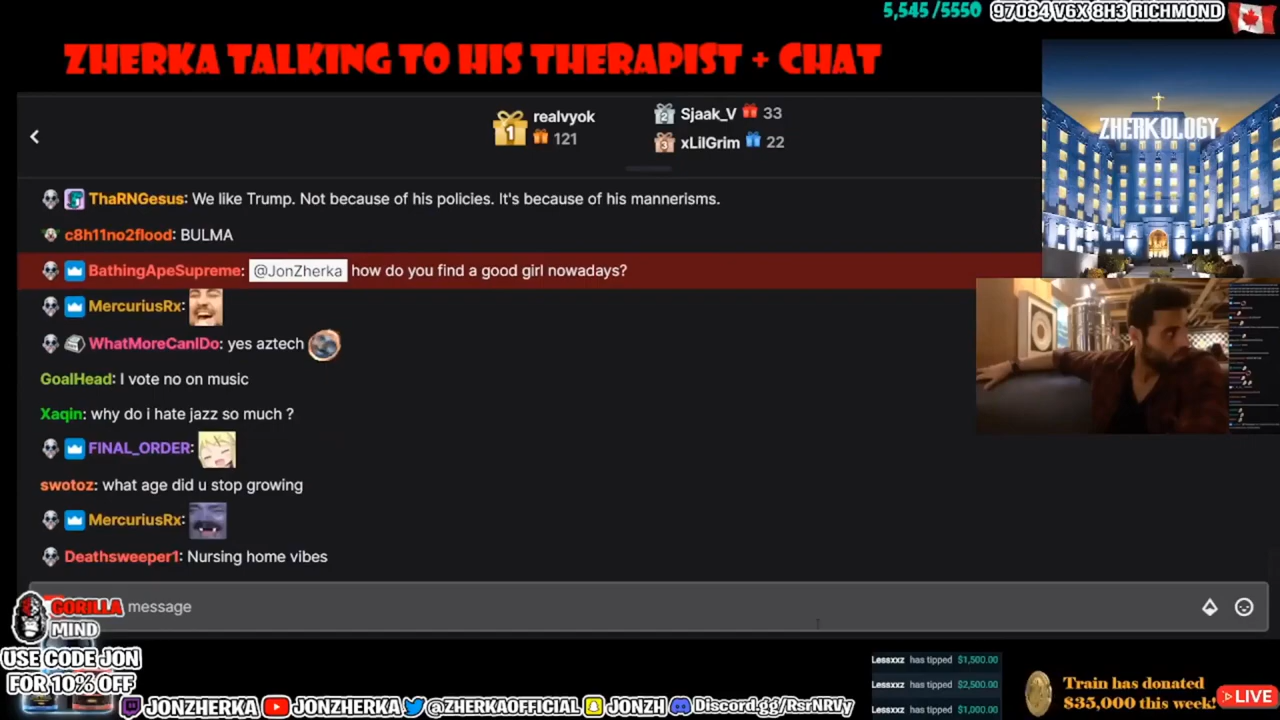 5,545 /5550
97084 V6X 8H3 RICHMOND
ZHERKA TALKING TO HIS THERAPIST + CHAT
ZHERKOLOGY
1
realvyok
121
2
Sjaak_V 33
3
xLilGrim 22
ThaRNGesus: We like Trump. Not because of his policies. It's because of his mannerisms.
c8h11no2flood: BULMA
BathingApeSupreme: @JonZherka how do you find a good girl nowadays?
MercuriusRx:
WhatMoreCanIDo: yes aztech
GoalHead: I vote no on music
Xaqin: why do i hate jazz so much ?
FINAL_ORDER:
swotoz: what age did u stop growing
MercuriusRx:
Deathsweeper1: Nursing home vibes
message
GORILLA
MIND
USE CODE JON
FOR 10% OFF
JONZHERKA JONZHERKA @ZHERKAOFFICIAL JONZH Discord.gg/RsrNRVy
Lessxxz has tipped $1,500.00
Lessxxz has tipped $2,500.00
Lessxxz has tipped $1,000.00
Train has donated
$35,000 this week!
LIVE